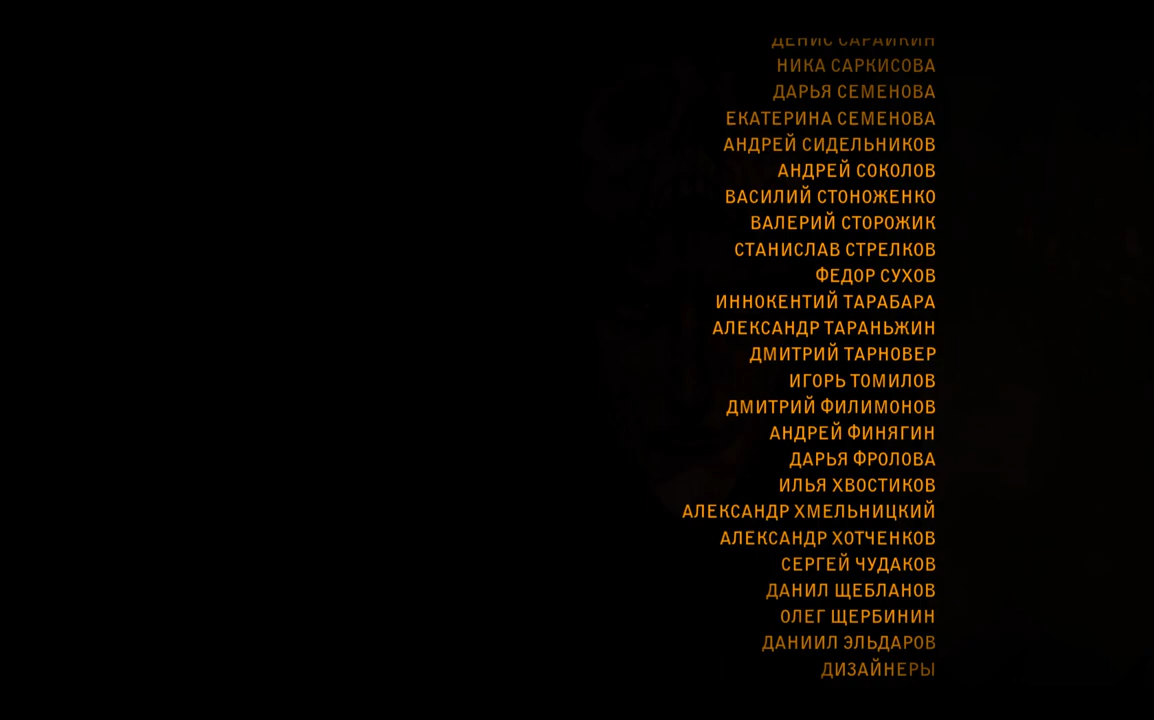 ДЕНИС САРАЙКИН
НИКА САРКИСОВА
ДАРЬЯ СЕМЕНОВА
ЕКАТЕРИНА СЕМЕНОВА
АНДРЕЙ СИДЕЛЬНИКОВ
АНДРЕЙ СОКОЛОВ
ВАСИЛИЙ СТОНОЖЕНКО
ВАЛЕРИЙ СТОРОЖИК
СТАНИСЛАВ СТРЕЛКОВ
ФЕДОР СУХОВ
ИННОКЕНТИЙ ТАРАБАРА
АЛЕКСАНДР ТАРАНЬЖИН
ДМИТРИЙ ТАРНОВЕР
ИГОРЬ ТОМИЛОВ
ДМИТРИЙ ФИЛИМОНОВ
АНДРЕЙ ФИНЯГИН
ДАРЬЯ ФРОЛОВА
ИЛЬЯ ХВОСТИКОВ
АЛЕКСАНДР ХМЕЛЬНИЦКИЙ
АЛЕКСАНДР ХОТЧЕНКОВ
СЕРГЕЙ ЧУДАКОВ
ДАНИЛ ЩЕБЛАНОВ
ОЛЕГ ЩЕРБИНИН
ДАНИИЛ ЭЛЬДАРОВ
ДИЗАЙНЕРЫ